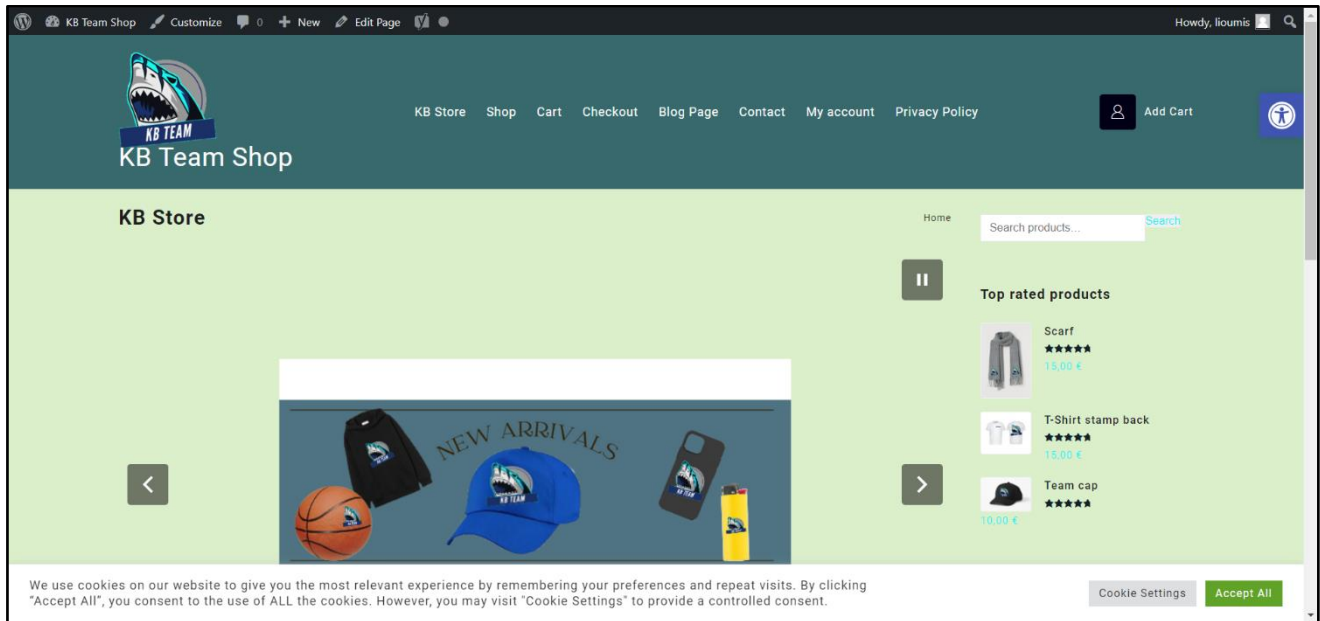 KB Team Shop Customize 0 New Edit Page Howdy, lioumis
KB TEAM
KB Team Shop
KB Store Shop Cart Checkout Blog Page Contact My account Privacy Policy
Add Cart
KB Store
Home
Search products...
Search
Top rated products
Scarf
15,00 €
T-Shirt stamp back
15,00 €
Team cap
10,00 €
NEW ARRIVALS
KB TEAM
KB TEAM
We use cookies on our website to give you the most relevant experience by remembering your preferences and repeat visits. By clicking
“Accept All”, you consent to the use of ALL the cookies. However, you may visit "Cookie Settings" to provide a controlled consent.
Cookie Settings
Accept All